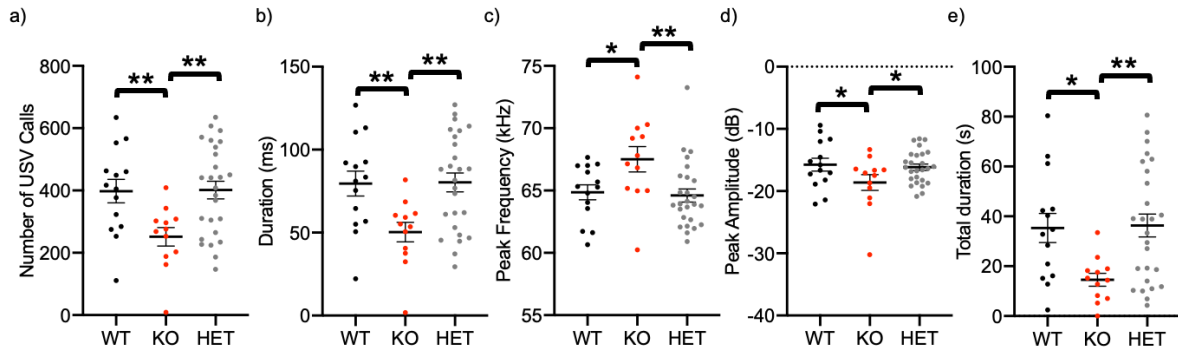 a)
**
**
Number of USV Calls
800
600
400
200
0
WT KO HET
b)
**
**
Duration (ms)
150
100
50
0
WT KO HET
c)
*
**
Peak Frequency (kHz)
75
70
65
60
55
WT KO HET
d)
*
*
Peak Amplitude (dB)
0
-10
-20
-30
-40
WT KO HET
e)
*
**
Total duration (s)
100
80
60
40
20
0
WT KO HET